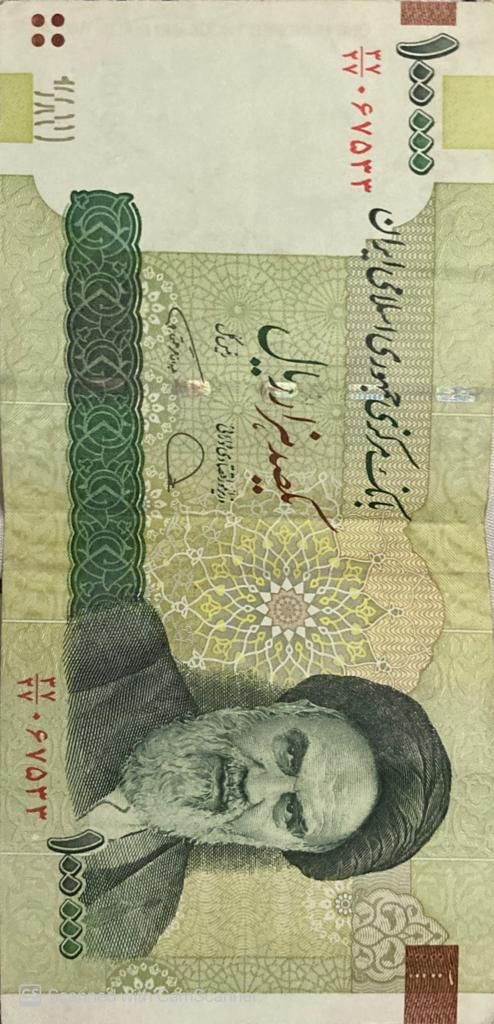 ۱۰۰۰۰۰
۳۷/۲۷ ۰۶۷۵۳۳
بانک مرکزی جمهوری اسلامی ایران
یکصد هزار ریال
وزیر امور اقتصادی و دارائی رئیس کل
۱۰۰۰۰۰
۳۷/۲۷ ۰۶۷۵۳۳